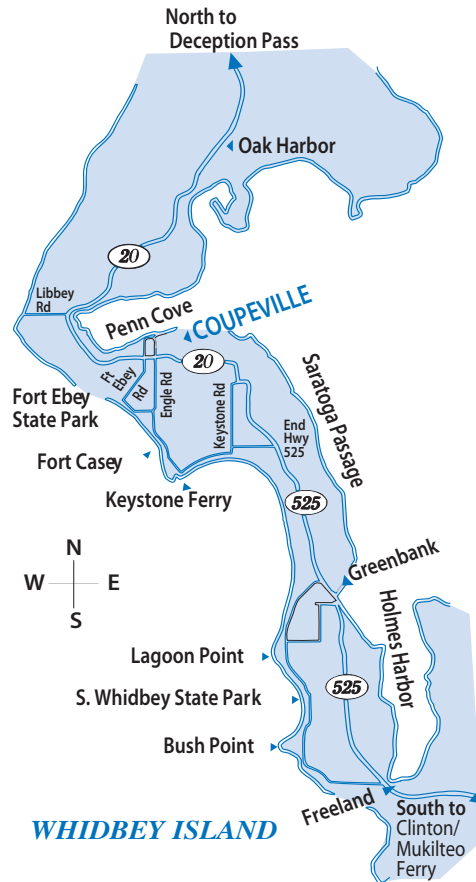 North to
Deception Pass
Oak Harbor
20
Libbey
Rd
Penn Cove
COUPEVILLE
20
Ft
Ebey
Rd
Engle Rd
Keystone Rd
Saratoga Passage
Fort Ebey
State Park
End
Hwy
525
Fort Casey
Keystone Ferry
525
N
W
E
S
Greenbank
Holmes Harbor
Lagoon Point
525
S. Whidbey State Park
Bush Point
Freeland
South to
Clinton/
Mukilteo
Ferry
WHIDBEY ISLAND